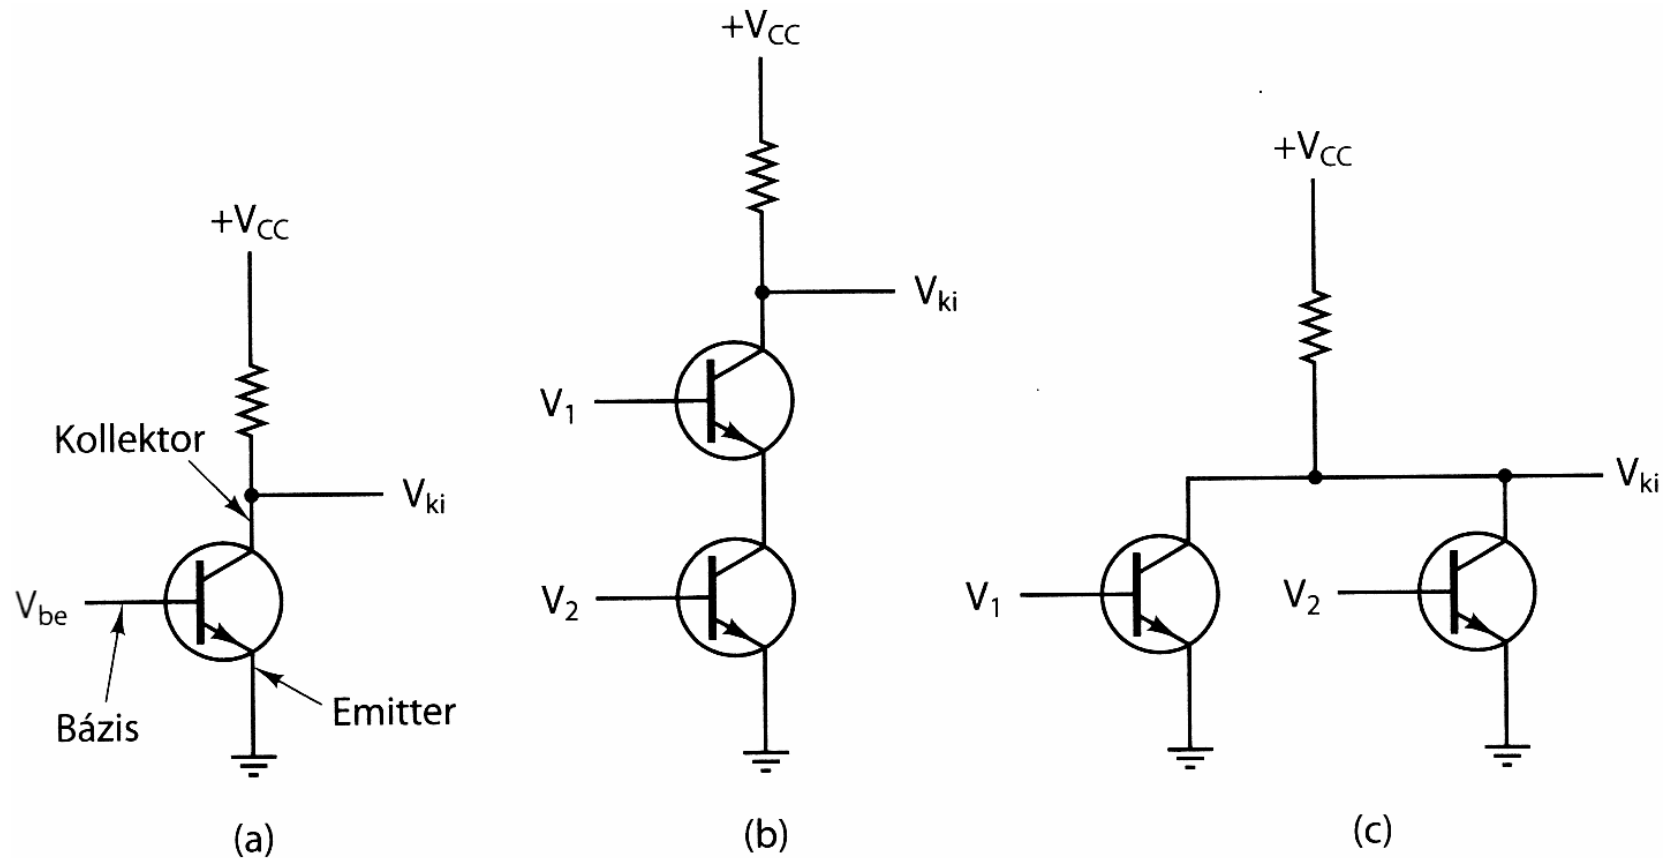 +VCC
Kollektor
Vki
Vbe
Bázis
Emitter
(a)
+VCC
Vki
V1
V2
(b)
+VCC
Vki
V1
V2
(c)